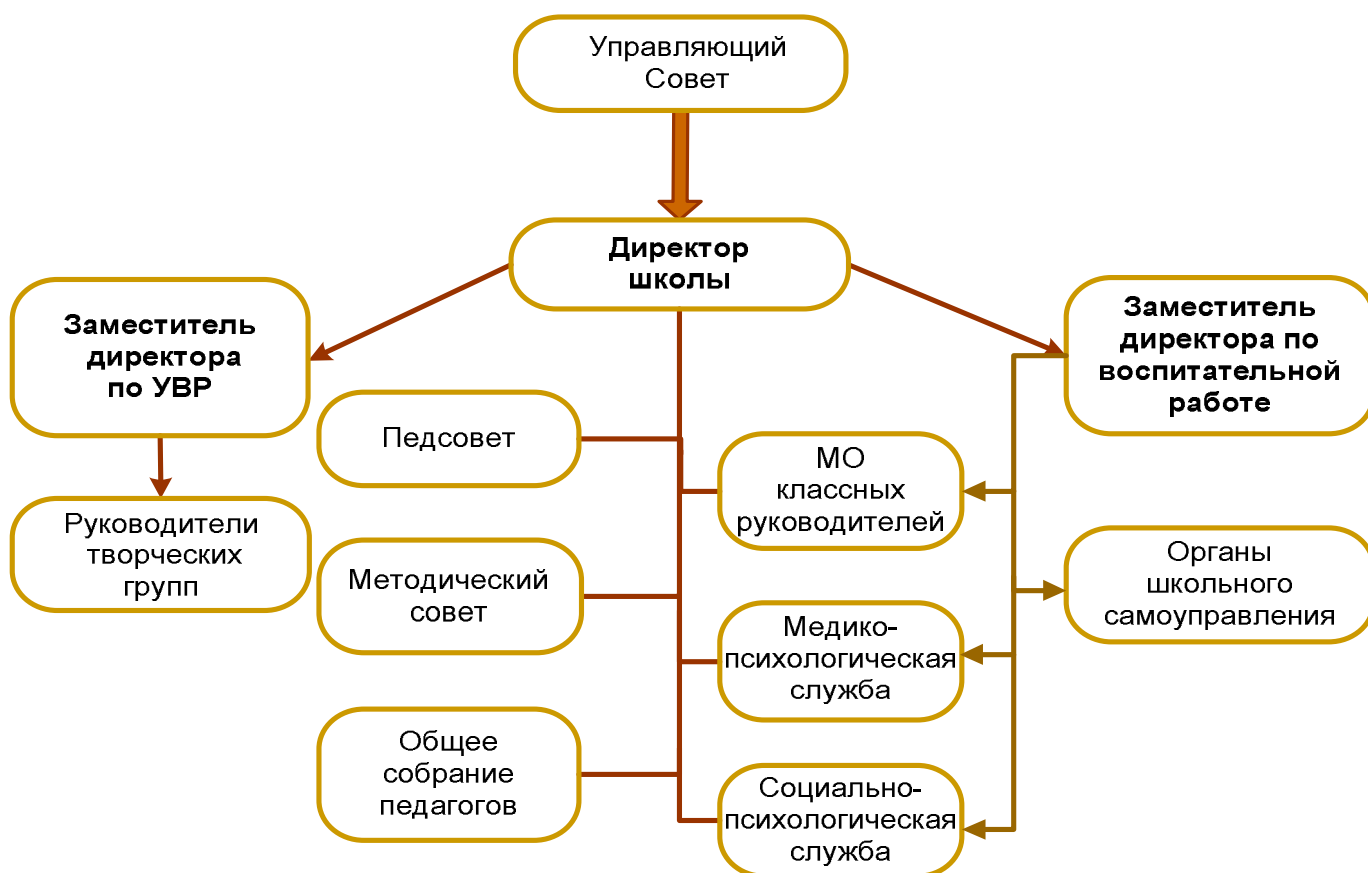 Управляющий
Совет
Директор
школы
Заместитель
директора
по УВР
Заместитель
директора по
воспитательной
работе
Педсовет
МО
классных
руководителей
Руководители
творческих
групп
Методический
совет
Органы
школьного
самоуправления
Медико-
психологическая
служба
Общее
собрание
педагогов
Социально-
психологическая
служба